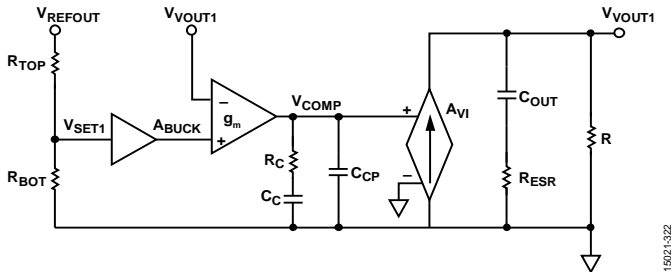 VREFOUT
VVOUT1
VVOUT1
RTOP
VSET1
ABUCK
gm
VCOMP
AVI
COUT
RBOT
RC
CC
CCP
RESR
R
−
+
+
−
15021-322